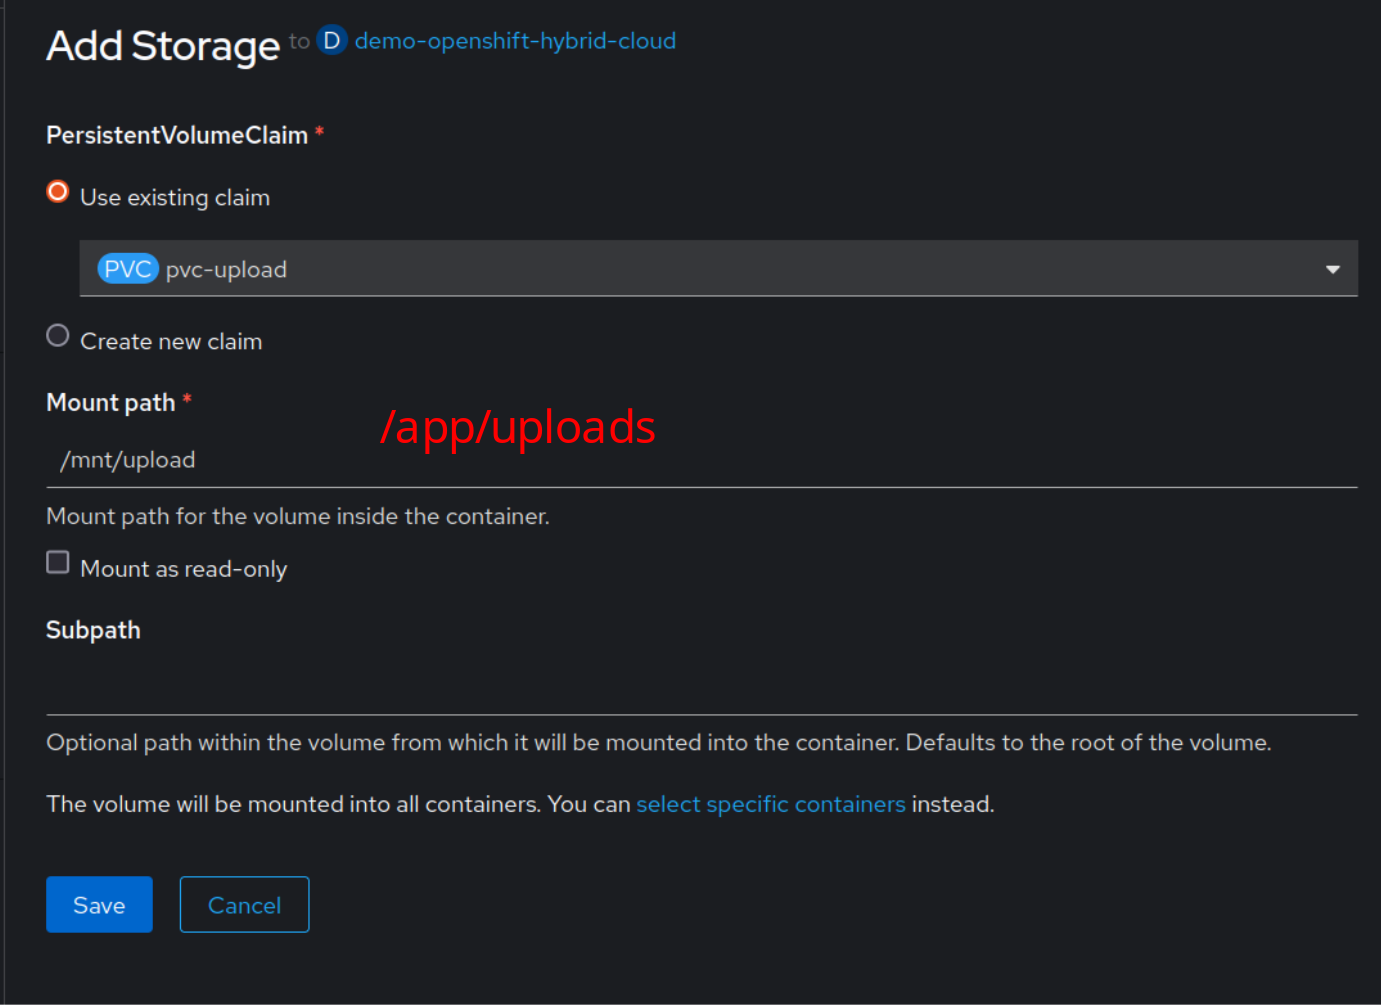 Add Storage to D demo-openshift-hybrid-cloud
PersistentVolumeClaim *
Use existing claim
PVC pvc-upload
Create new claim
Mount path *
/app/uploads
/mnt/upload
Mount path for the volume inside the container.
Mount as read-only
Subpath
Optional path within the volume from which it will be mounted into the container. Defaults to the root of the volume.
The volume will be mounted into all containers. You can select specific containers instead.
Save Cancel